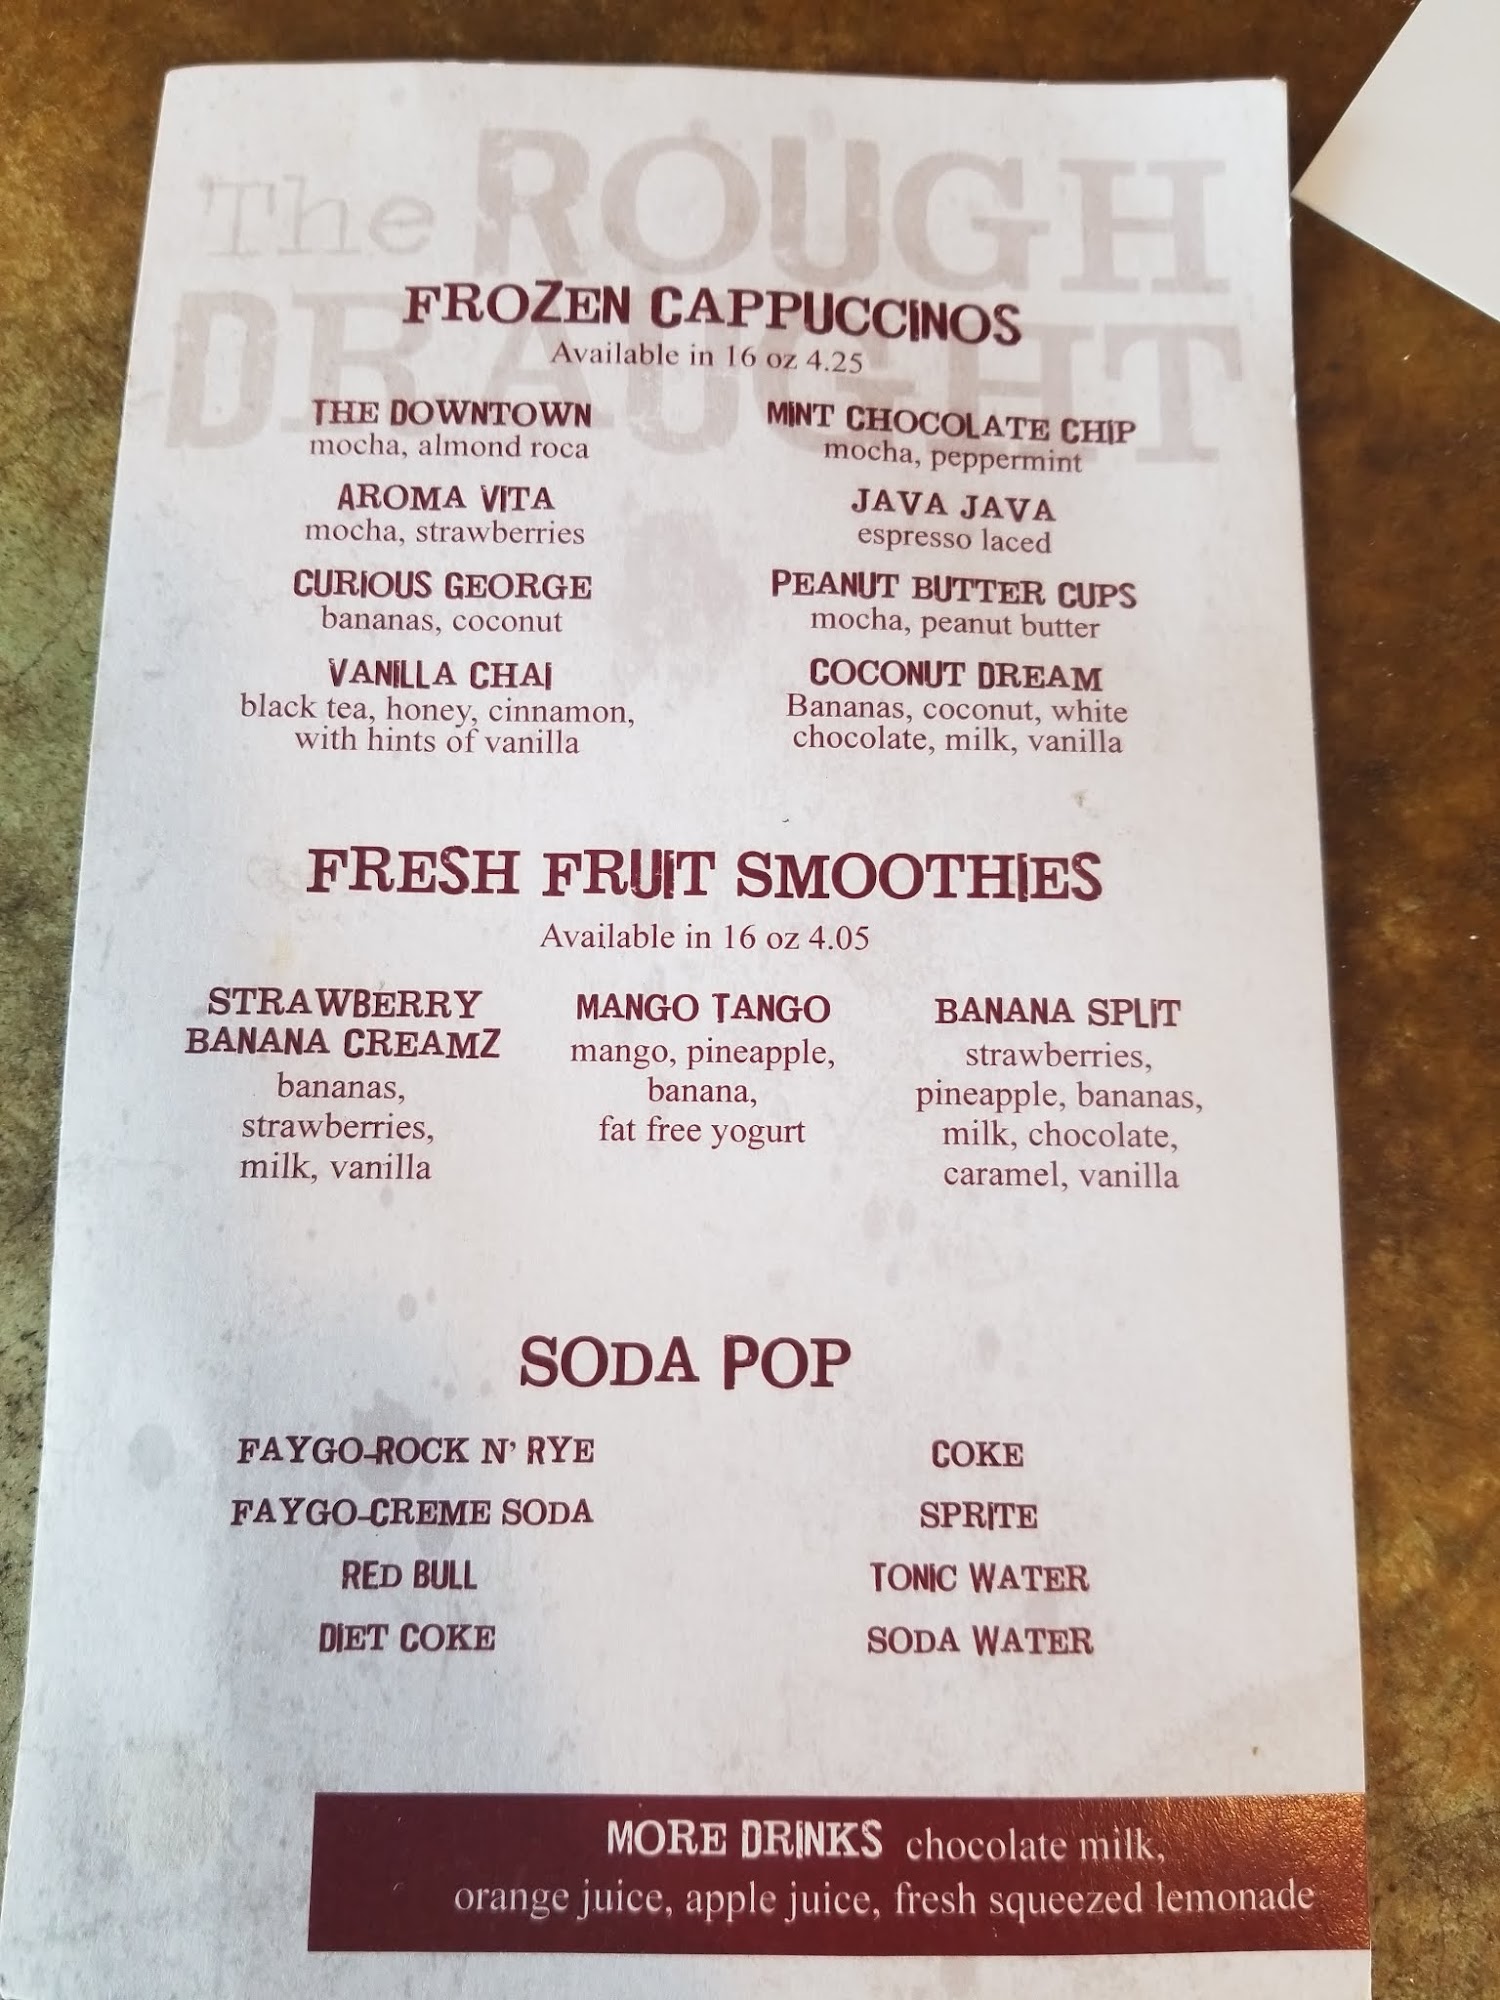 The ROUGH
DRAUGHT
FROZEN CAPPUCCINOS
Available in 16 oz 4.25
THE DOWNTOWN
mocha, almond roca
AROMA VITA
mocha, strawberries
CURIOUS GEORGE
bananas, coconut
VANILLA CHAI
black tea, honey, cinnamon,
with hints of vanilla
MINT CHOCOLATE CHIP
mocha, peppermint
JAVA JAVA
espresso laced
PEANUT BUTTER CUPS
mocha, peanut butter
COCONUT DREAM
Bananas, coconut, white
chocolate, milk, vanilla
FRESH FRUIT SMOOTHIES
Available in 16 oz 4.05
STRAWBERRY
BANANA CREAMZ
bananas,
strawberries,
milk, vanilla
MANGO TANGO
mango, pineapple,
banana,
fat free yogurt
BANANA SPLIT
strawberries,
pineapple, bananas,
milk, chocolate,
caramel, vanilla
SODA POP
FAYGO-ROCK N' RYE
FAYGO-CREME SODA
RED BULL
DIET COKE
COKE
SPRITE
TONIC WATER
SODA WATER
MORE DRINKS chocolate milk,
orange juice, apple juice, fresh squeezed lemonade